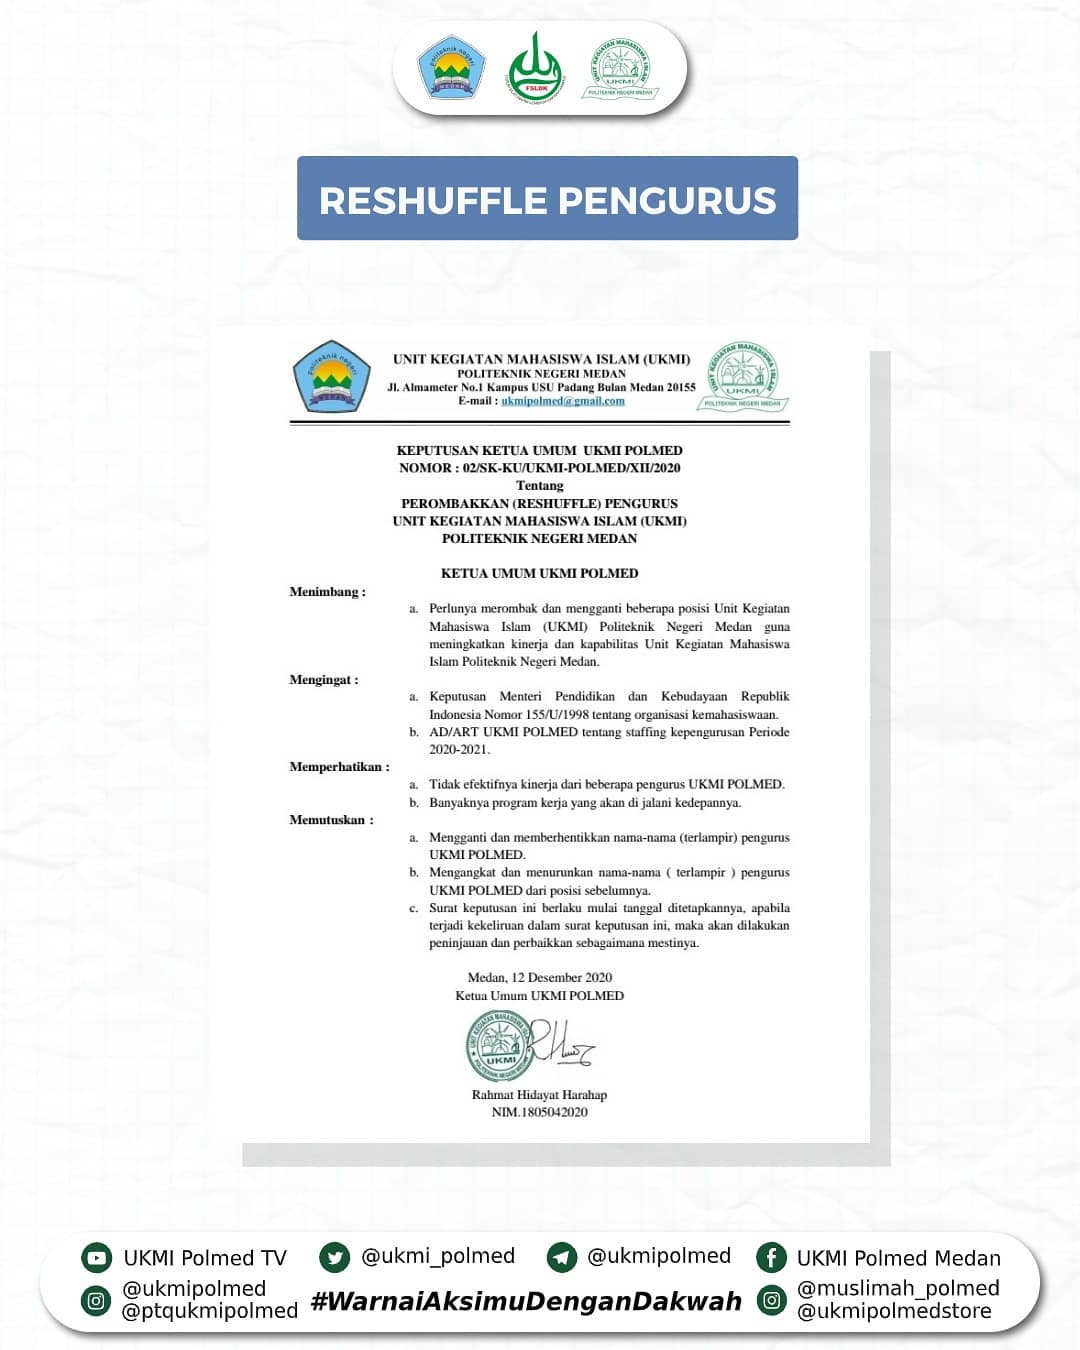 politeknik negeri
MEDAN
FSLDK
UNIT KEGIATAN MAHASISWA ISLAM
UKMI
POLITEKNIK NEGERI MEDAN
RESHUFFLE PENGURUS
politeknik negeri
MEDAN
UNIT KEGIATAN MAHASISWA ISLAM (UKMI)
POLITEKNIK NEGERI MEDAN
Jl. Almameter No.1 Kampus USU Padang Bulan Medan 20155
E-mail : ukmipolmed@gmail.com
UNIT KEGIATAN MAHASISWA ISLAM
UKMI
POLITEKNIK NEGERI MEDAN
KEPUTUSAN KETUA UMUM UKMI POLMED
NOMOR : 02/SK-KU/UKMI-POLMED/XII/2020
Tentang
PEROMBAKKAN (RESHUFFLE) PENGURUS
UNIT KEGIATAN MAHASISWA ISLAM (UKMI)
POLITEKNIK NEGERI MEDAN
KETUA UMUM UKMI POLMED
Menimbang :
a. Perlunya merombak dan mengganti beberapa posisi Unit Kegiatan
Mahasiswa Islam (UKMI) Politeknik Negeri Medan guna
meningkatkan kinerja dan kapabilitas Unit Kegiatan Mahasiswa
Islam Politeknik Negeri Medan.
Mengingat :
a. Keputusan Menteri Pendidikan dan Kebudayaan Republik
Indonesia Nomor 155/U/1998 tentang organisasi kemahasiswaan.
b. AD/ART UKMI POLMED tentang staffing kepengurusan Periode
2020-2021.
Memperhatikan :
a. Tidak efektifnya kinerja dari beberapa pengurus UKMI POLMED.
b. Banyaknya program kerja yang akan di jalani kedepannya.
Memutuskan :
a. Mengganti dan memberhentikkan nama-nama (terlampir) pengurus
UKMI POLMED.
b. Mengangkat dan menurunkan nama-nama ( terlampir ) pengurus
UKMI POLMED dari posisi sebelumnya.
c. Surat keputusan ini berlaku mulai tanggal ditetapkannya, apabila
terjadi kekeliruan dalam surat keputusan ini, maka akan dilakukan
peninjauan dan perbaikkan sebagaimana mestinya.
Medan, 12 Desember 2020
Ketua Umum UKMI POLMED
UNIT KEGIATAN MAHASISWA ISLAM
UKMI
POLITEKNIK NEGERI MEDAN
Rahmat Hidayat Harahap
NIM.1805042020
UKMI Polmed TV
@ukmi_polmed
@ukmipolmed
UKMI Polmed Medan
@ukmipolmed
@ptqukmipolmed
#WarnaiAksimuDenganDakwah
@muslimah_polmed
@ukmipolmedstore